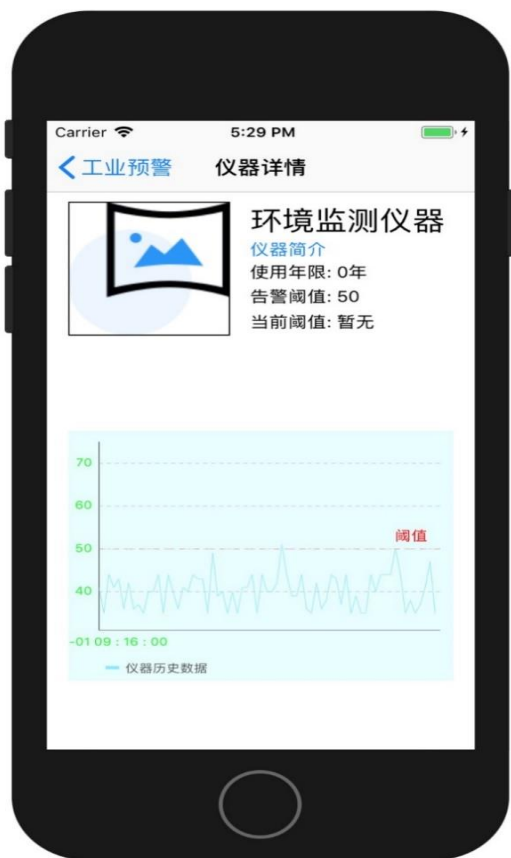 Carrier 5:29 PM
工业预警 仪器详情
环境监测仪器
仪器简介
使用年限: 0年
告警阈值: 50
当前阈值: 暂无
70
60
阈值
50
40
-01 09 : 16 : 00
仪器历史数据